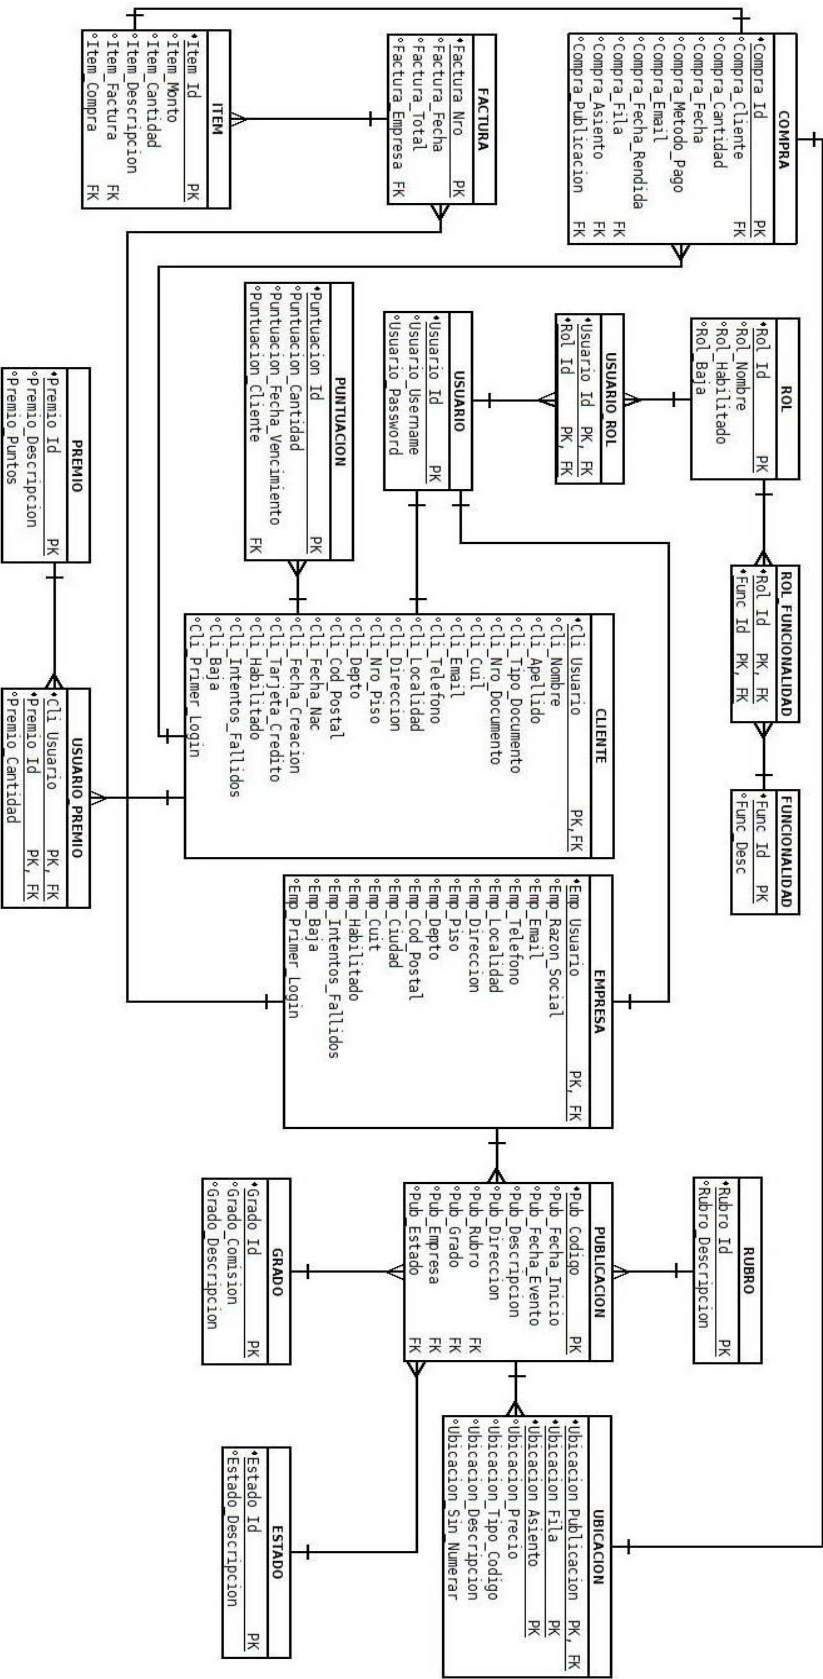 COMPRA
Compra_Id PK
Compra_Cliente FK
Compra_Cantidad
Compra_Fecha
Compra_Metodo_Pago
Compra_Email
Compra_Fecha_Rendida
Compra_Fila FK
Compra_Asiento FK
Compra_Publicacion FK
ROL
Rol_Id PK
Rol_Nombre
Rol_Habilitado
Rol_Baja
ROL_FUNCIONALIDAD
Rol_Id PK, FK
Func_Id PK, FK
FUNCIONALIDAD
Func_Id PK
Func_Desc
RUBRO
Rubro_Id PK
Rubro_Descripcion
USUARIO_ROL
Usuario_Id PK, FK
Rol_Id PK, FK
FACTURA
Factura_Nro PK
Factura_Fecha
Factura_Total
Factura_Empresa FK
USUARIO
Usuario_Id PK
Usuario_Username
Usuario_Password
CLIENTE
Cli_Usuario PK,FK
Cli_Nombre
Cli_Apellido
Cli_Tipo_Documento
Cli_Nro_Documento
Cli_Cuil
Cli_Email
Cli_Telefono
Cli_Localidad
Cli_Direccion
Cli_Nro_Piso
Cli_Depto
Cli_Cod_Postal
Cli_Fecha_Nac
Cli_Fecha_Creacion
Cli_Tarjeta_Credito
Cli_Habilitado
Cli_Intentos_Fallidos
Cli_Baja
Cli_Primer_Login
EMPRESA
Emp_Usuario PK, FK
Emp_Razon_Social
Emp_Email
Emp_Telefono
Emp_Localidad
Emp_Direccion
Emp_Piso
Emp_Depto
Emp_Cod_Postal
Emp_Ciudad
Emp_Cuit
Emp_Habilitado
Emp_Intentos_Fallidos
Emp_Baja
Emp_Primer_Login
PUBLICACION
Pub_Codigo PK
Pub_Fecha_Inicio
Pub_Fecha_Evento
Pub_Descripcion
Pub_Direccion
Pub_Rubro FK
Pub_Grado FK
Pub_Empresa FK
Pub_Estado FK
UBICACION
Ubicacion_Publicacion PK, FK
Ubicacion_Fila PK
Ubicacion_Asiento PK
Ubicacion_Precio
Ubicacion_Tipo_Codigo
Ubicacion_Descripcion
Ubicacion_Sin_Numerar
ITEM
Item_Id PK
Item_Monto
Item_Cantidad
Item_Descripcion
Item_Factura FK
Item_Compra FK
PUNTUACION
Puntuacion_Id PK
Puntuacion_Cantidad
Puntuacion_Fecha_Vencimiento
Puntuacion_Cliente FK
GRADO
Grado_Id PK
Grado_Comision
Grado_Descripcion
ESTADO
Estado_Id PK
Estado_Descripcion
PREMIO
Premio_Id PK
Premio_Descripcion
Premio_Puntos
USUARIO_PREMIO
Cli_Usuario PK, FK
Premio_Id PK, FK
Premio_Cantidad